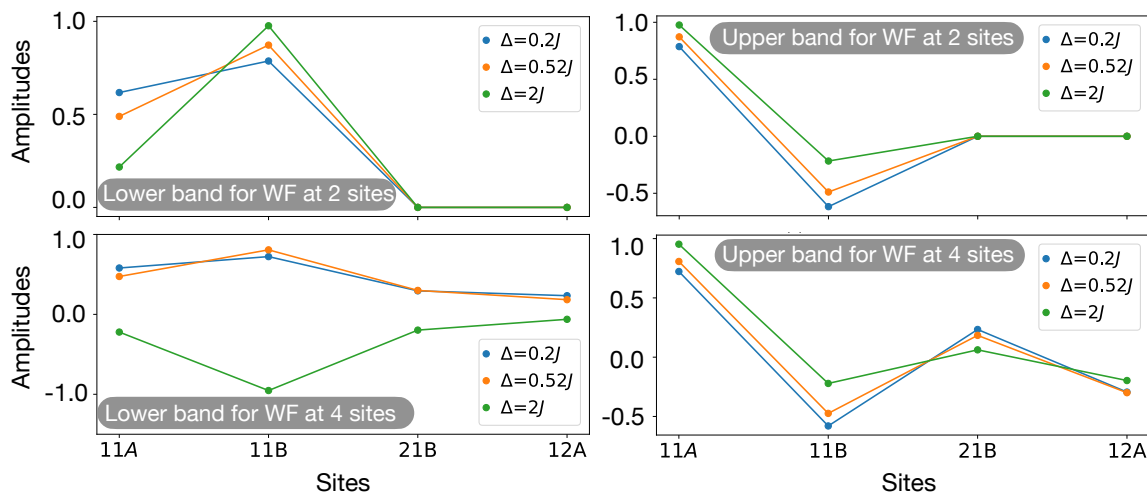 1.0
0.5
0.0
Amplitudes
Δ=0.2J
Δ=0.52J
Δ=2J
Lower band for WF at 2 sites
1.0
0.5
0.0
-0.5
Upper band for WF at 2 sites
Δ=0.2J
Δ=0.52J
Δ=2J
1.0
0.0
-1.0
Amplitudes
Δ=0.2J
Δ=0.52J
Δ=2J
Lower band for WF at 4 sites
11A
11B
21B
12A
Sites
1.0
0.5
0.0
-0.5
Upper band for WF at 4 sites
Δ=0.2J
Δ=0.52J
Δ=2J
11A
11B
21B
12A
Sites